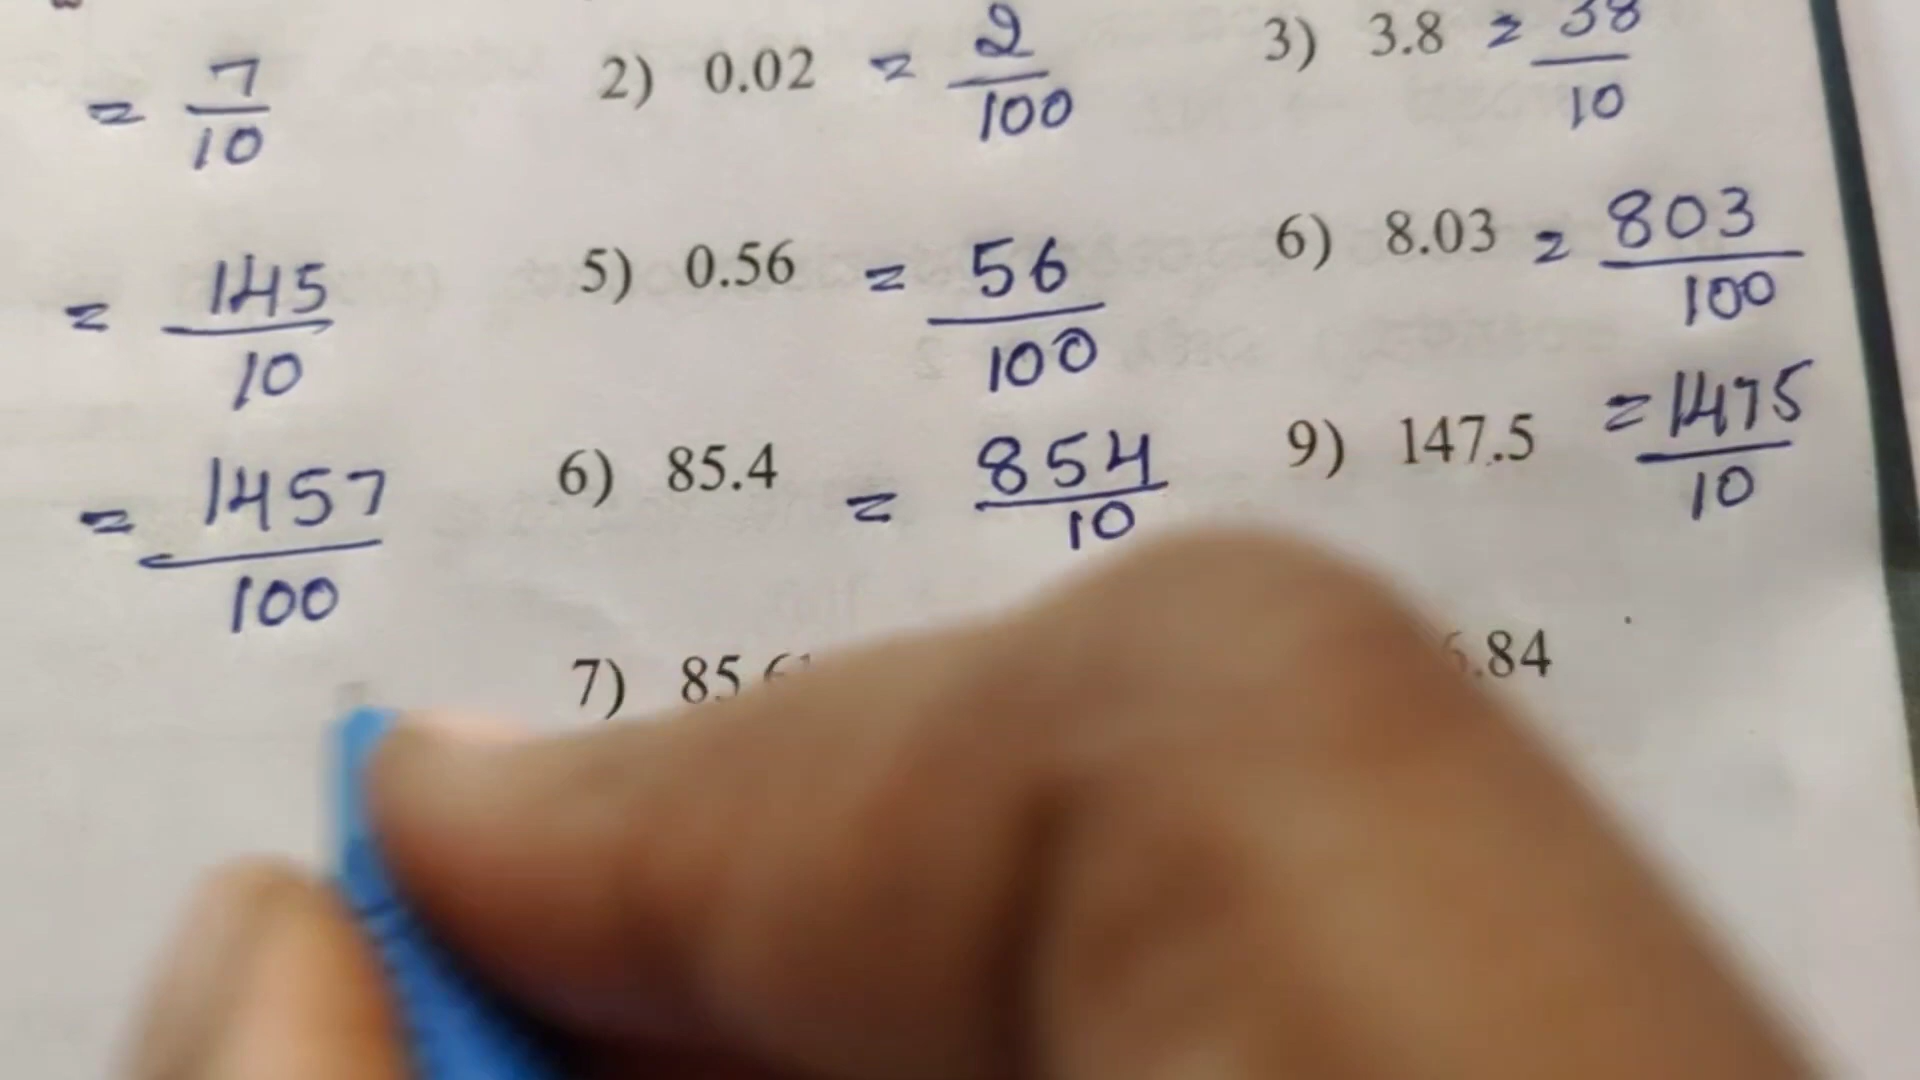 = 7/10 2) 0.02 = 2/100 3) 3.8 = 38/10
= 145/10 5) 0.56 = 56/100 6) 8.03 = 803/100
= 1457/100 6) 85.4 = 854/10 9) 147.5 = 1475/10
7) 85.6 .84